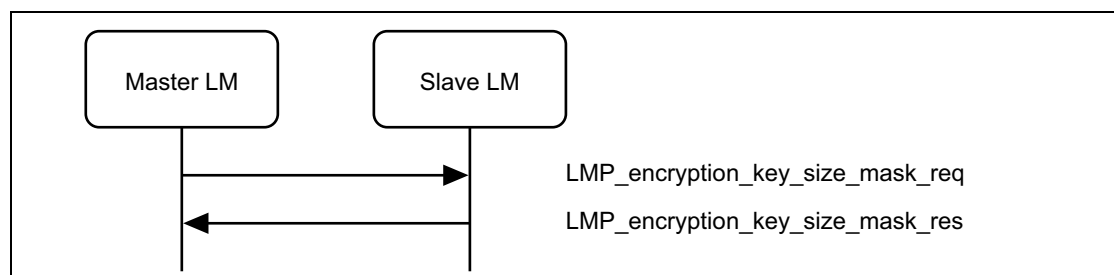 Master LM
Slave LM
LMP_encryption_key_size_mask_req
LMP_encryption_key_size_mask_res